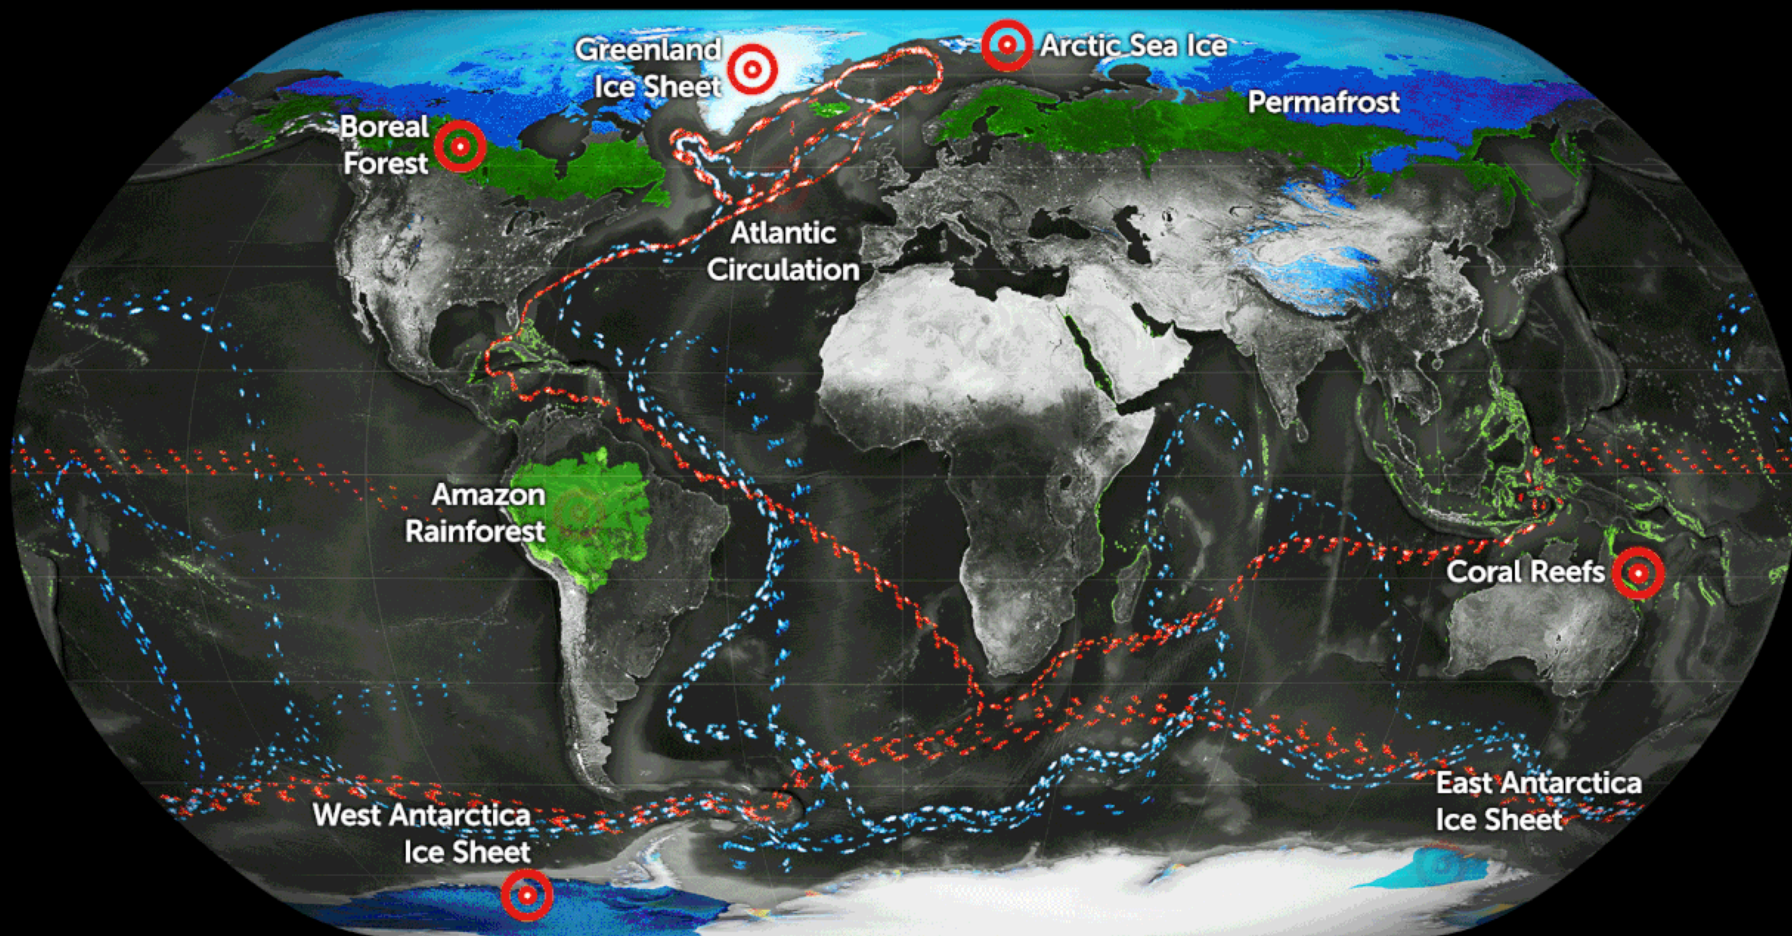 Greenland
Ice Sheet
Arctic Sea Ice
Permafrost
Boreal
Forest
Atlantic
Circulation
Amazon
Rainforest
Coral Reefs
East Antarctica
Ice Sheet
West Antarctica
Ice Sheet